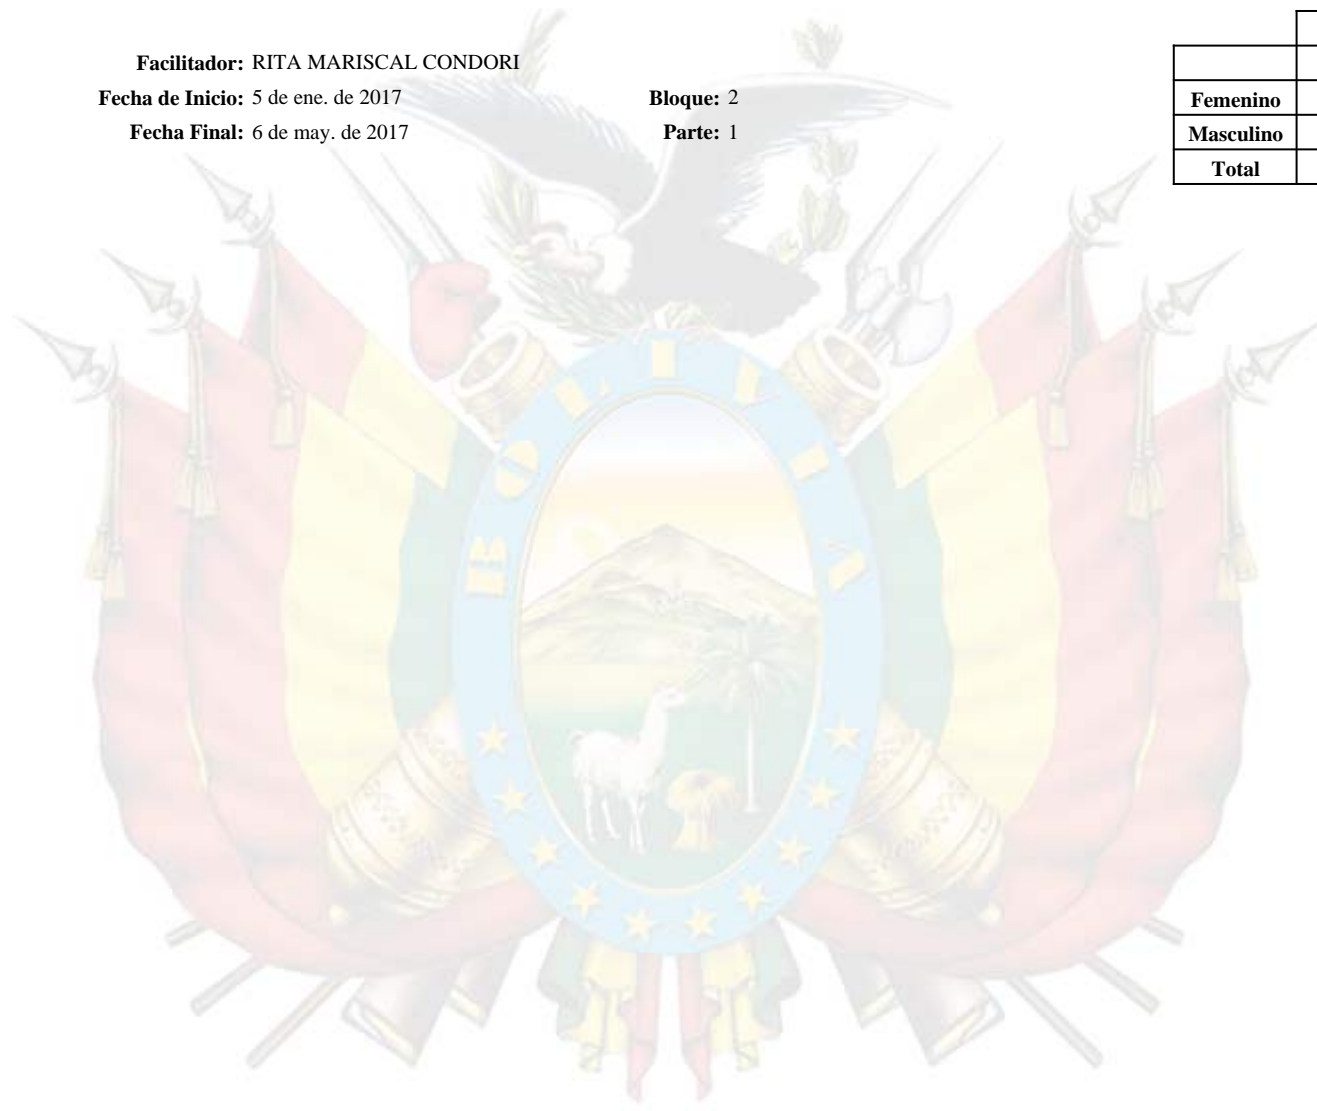 Facilitador: RITA MARISCAL CONDORI
Fecha de Inicio: 5 de ene. de 2017 Bloque: 2
Fecha Final: 6 de may. de 2017 Parte: 1
Femenino
Masculino
Total
BOLIVIA